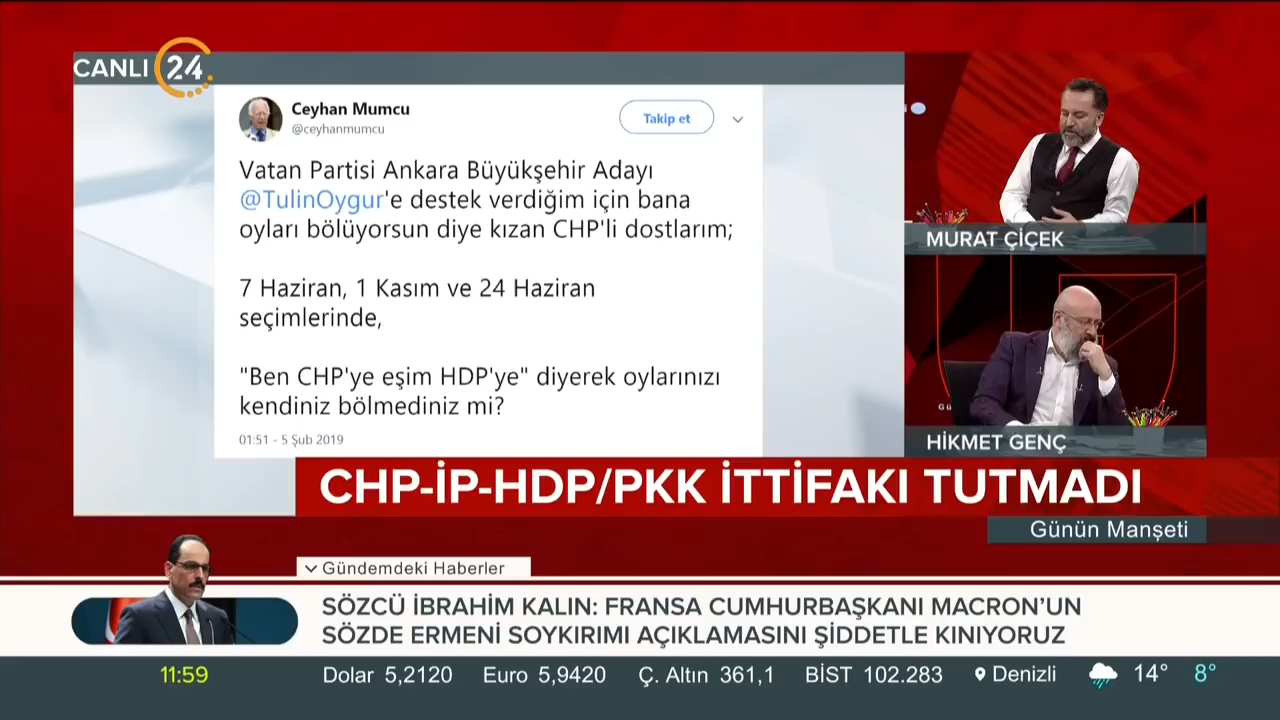 CANLI 24
Ceyhan Mumcu
@ceyhanmumcu
Takip et
Vatan Partisi Ankara Büyükşehir Adayı
@TulinOygur'e destek verdiğim için bana
oyları bölüyorsun diye kızan CHP'li dostlarım;
7 Haziran, 1 Kasım ve 24 Haziran
seçimlerinde,
"Ben CHP'ye eşim HDP'ye" diyerek oylarınızı
kendiniz bölmediniz mi?
01:51 - 5 Şub 2019
MURAT ÇİÇEK
HİKMET GENÇ
CHP-İP-HDP/PKK İTTİFAKI TUTMADI
Günün Manşeti
Gündemdeki Haberler
SÖZCÜ İBRAHİM KALIN: FRANSA CUMHURBAŞKANI MACRON'UN
SÖZDE ERMENİ SOYKIRIMI AÇIKLAMASINI ŞİDDETLE KINIYORUZ
11:59 Dolar 5,2120 Euro 5,9420 Ç. Altın 361,1 BİST 102.283 Denizli 14° 8°